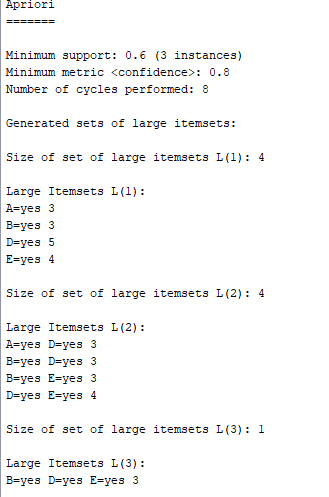 Apriori
=======
Minimum support: 0.6 (3 instances)
Minimum metric <confidence>: 0.8
Number of cycles performed: 8
Generated sets of large itemsets:
Size of set of large itemsets L(1): 4
Large Itemsets L(1):
A=yes 3
B=yes 3
D=yes 5
E=yes 4
Size of set of large itemsets L(2): 4
Large Itemsets L(2):
A=yes D=yes 3
B=yes D=yes 3
B=yes E=yes 3
D=yes E=yes 4
Size of set of large itemsets L(3): 1
Large Itemsets L(3):
B=yes D=yes E=yes 3